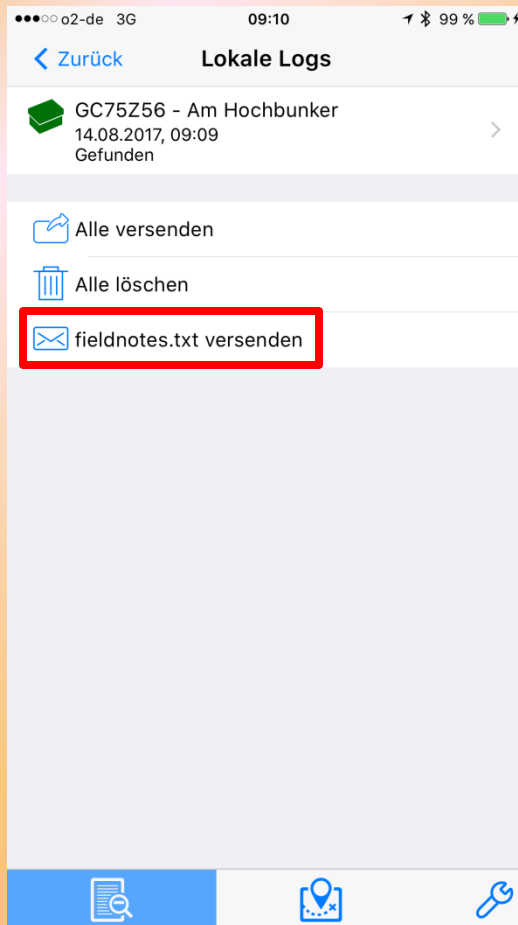 o2-de 3G 09:10 99 %
Zurück Lokale Logs
GC75Z56 - Am Hochbunker
14.08.2017, 09:09
Gefunden
Alle versenden
Alle löschen
fieldnotes.txt versenden